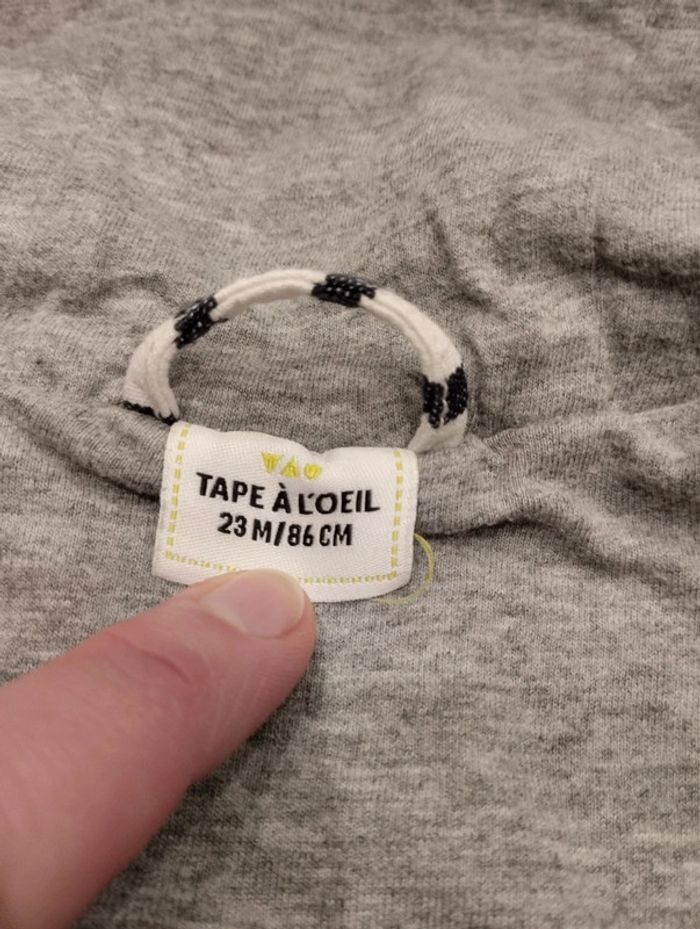 TAO
TAPE À L'OEIL
23 M/86 CM